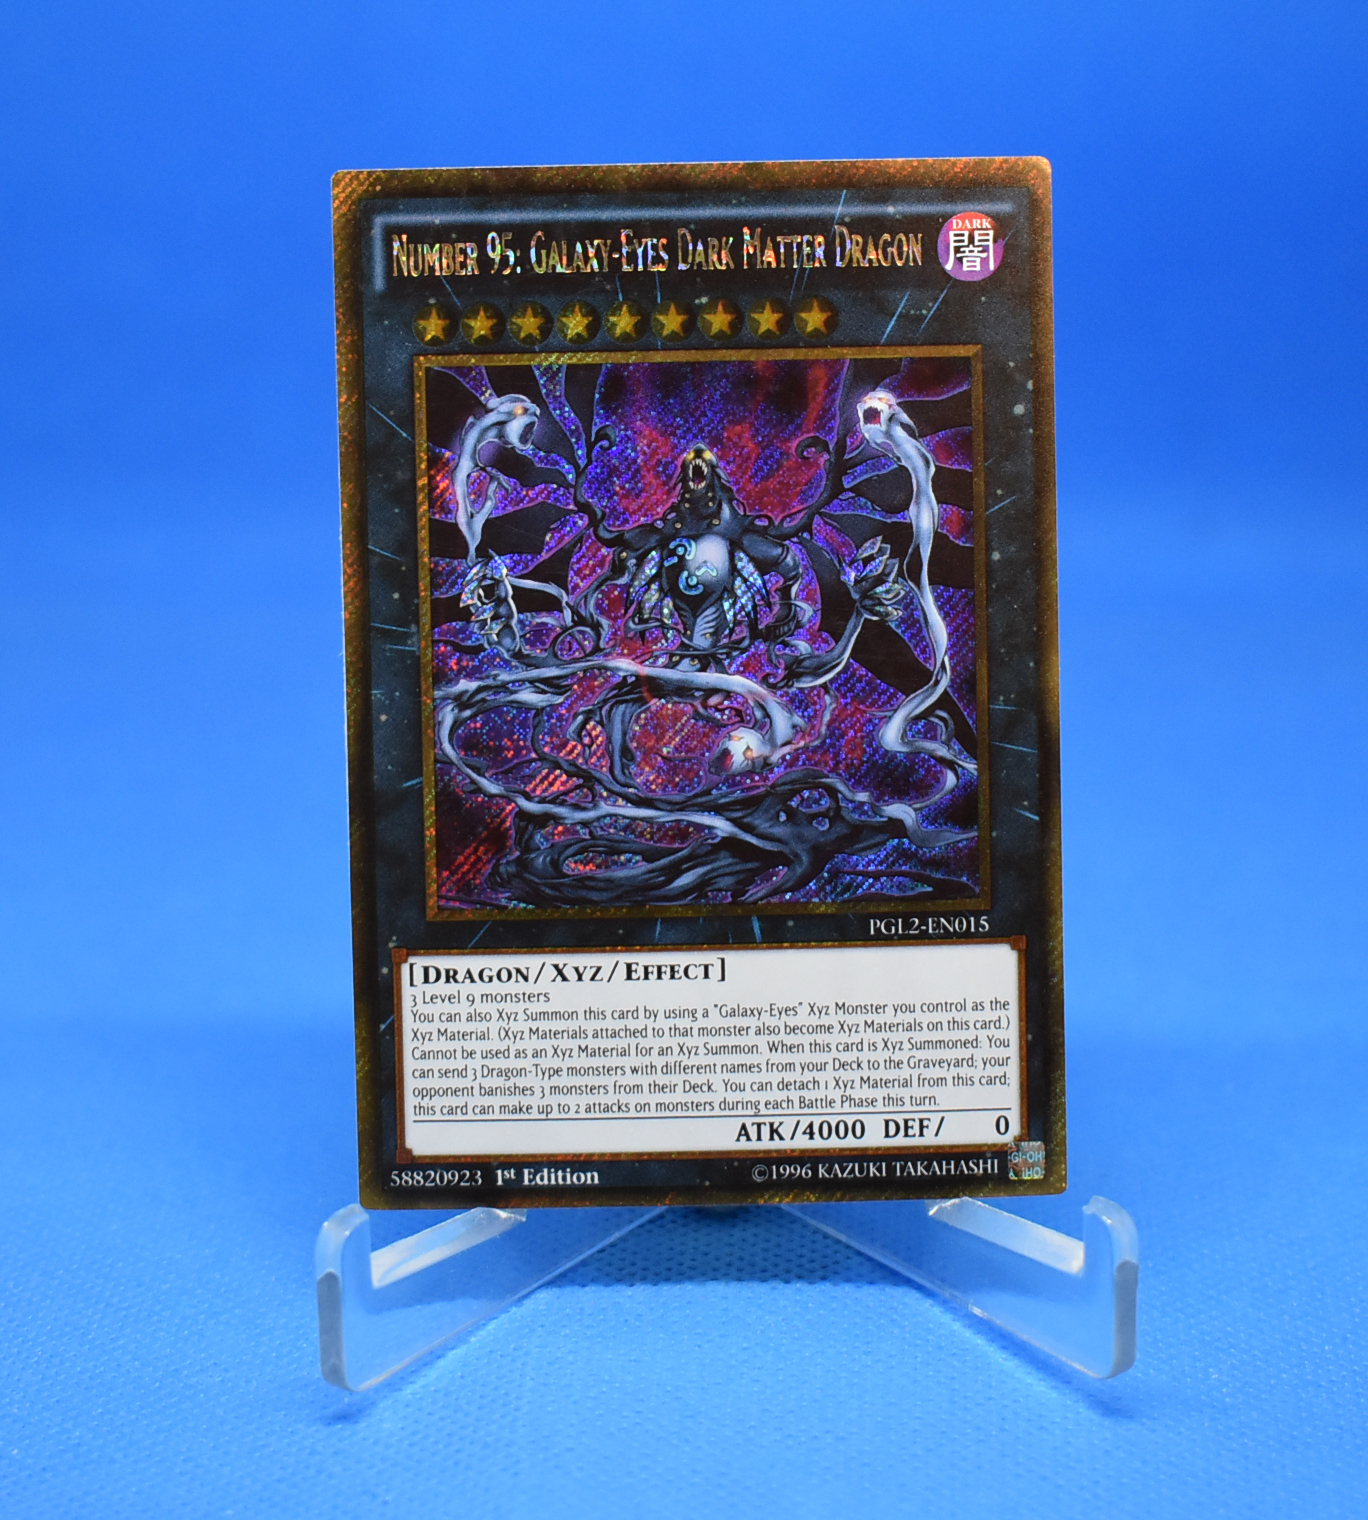 NUMBER 95: GALAXY-EYES DARK MATTER DRAGON
DARK
闇
PGL2-EN015
[DRAGON/XYZ/EFFECT]
3 Level 9 monsters
You can also Xyz Summon this card by using a "Galaxy-Eyes" Xyz Monster you control as the
Xyz Material. (Xyz Materials attached to that monster also become Xyz Materials on this card.)
Cannot be used as an Xyz Material for an Xyz Summon. When this card is Xyz Summoned: You
can send 3 Dragon-Type monsters with different names from your Deck to the Graveyard; your
opponent banishes 3 monsters from their Deck. You can detach 1 Xyz Material from this card;
this card can make up to 2 attacks on monsters during each Battle Phase this turn.
ATK/4000 DEF/ 0
58820923 1st Edition ©1996 KAZUKI TAKAHASHI
GI-OH